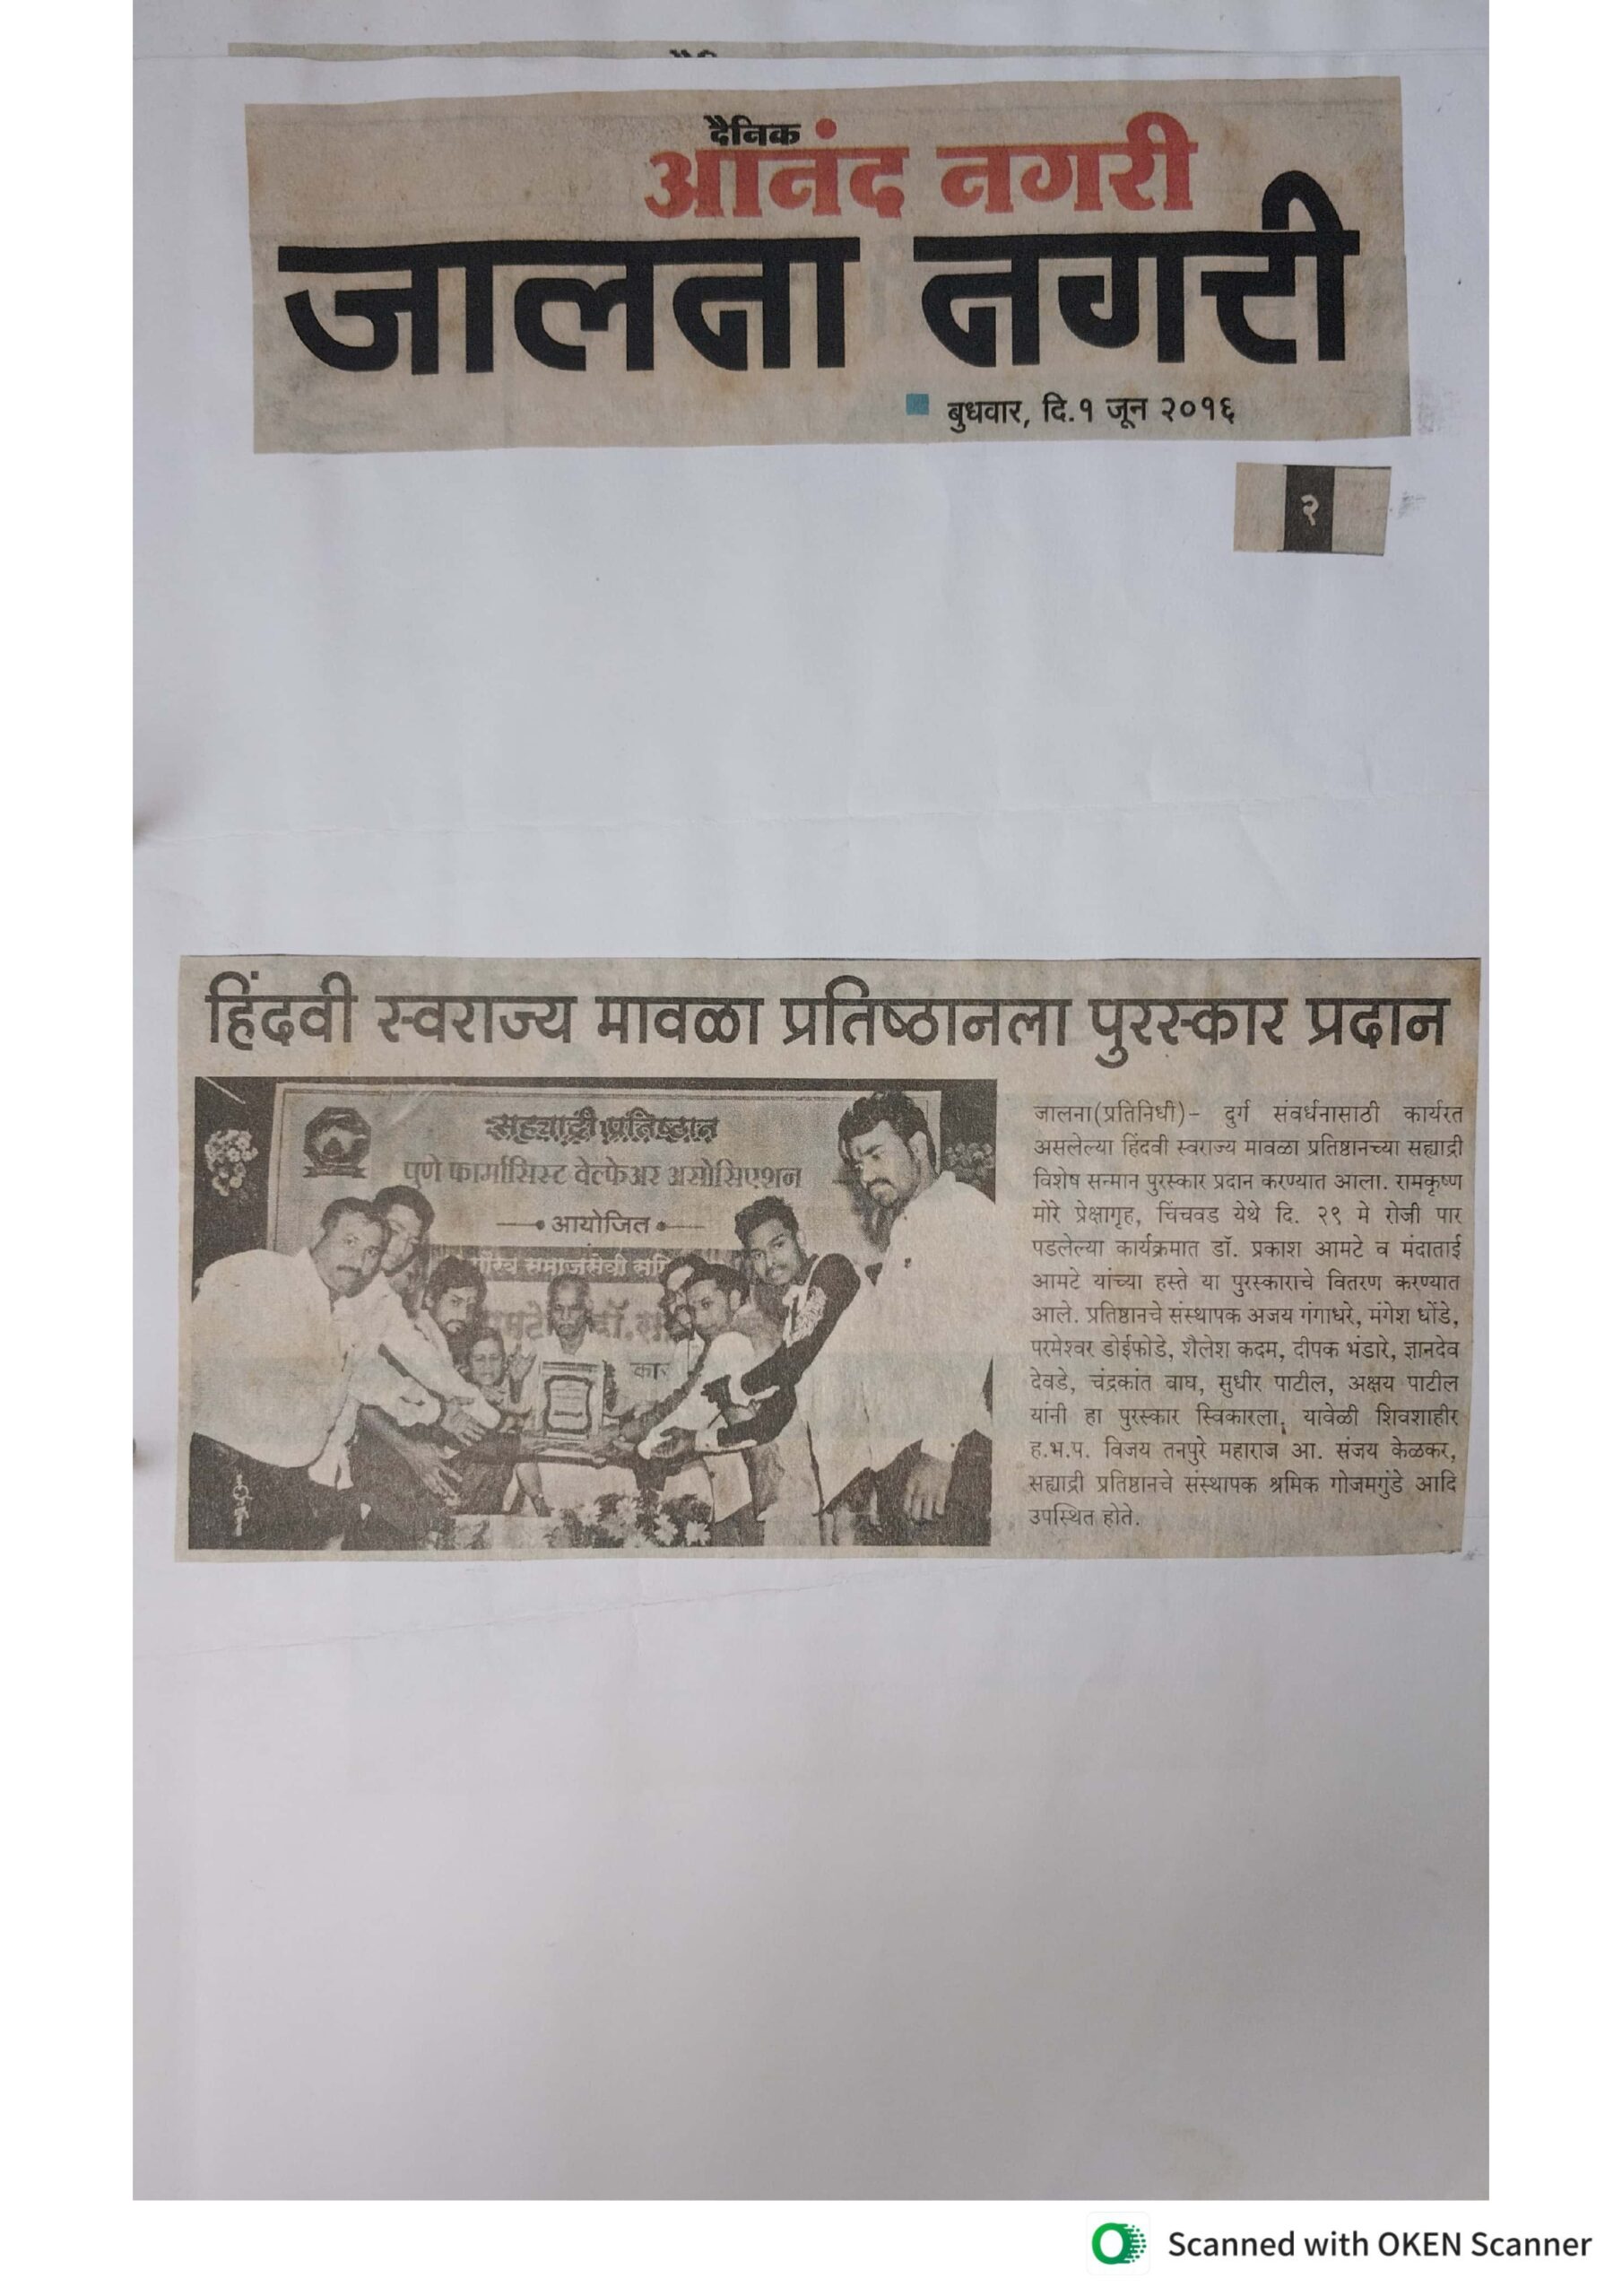 दैनिक
आनंद नगरी
जालना नगरी
बुधवार, दि.१ जून २०१६
२
हिंदवी स्वराज्य मावळा प्रतिष्ठानला पुरस्कार प्रदान
सह्याद्री प्रतिष्ठान
पुणे फार्मासिस्ट वेल्फेअर असोसिएशन
आयोजित
समाजसेवी
डॉ.
जालना(प्रतिनिधी)- दुर्ग संवर्धनासाठी कार्यरत
असलेल्या हिंदवी स्वराज्य मावळा प्रतिष्ठानच्या सह्याद्री
विशेष सन्मान पुरस्कार प्रदान करण्यात आला. रामकृष्ण
मोरे प्रेक्षागृह, चिंचवड येथे दि. २९ मे रोजी पार
पडलेल्या कार्यक्रमात डॉ. प्रकाश आमटे व मंदाताई
आमटे यांच्या हस्ते या पुरस्काराचे वितरण करण्यात
आले. प्रतिष्ठानचे संस्थापक अजय गंगाधरे, मंगेश धोंडे,
परमेश्वर डोईफोडे, शैलेश कदम, दीपक भंडारे, ज्ञानदेव
देवडे, चंद्रकांत वाघ, सुधीर पाटील, अक्षय पाटील
यांनी हा पुरस्कार स्विकारला, यावेळी शिवशाहीर
ह.भ.प. विजय तनपुरे महाराज आ. संजय केळकर,
सह्याद्री प्रतिष्ठानचे संस्थापक श्रमिक गोजमगुंडे आदि
उपस्थित होते.
Scanned with OKEN Scanner